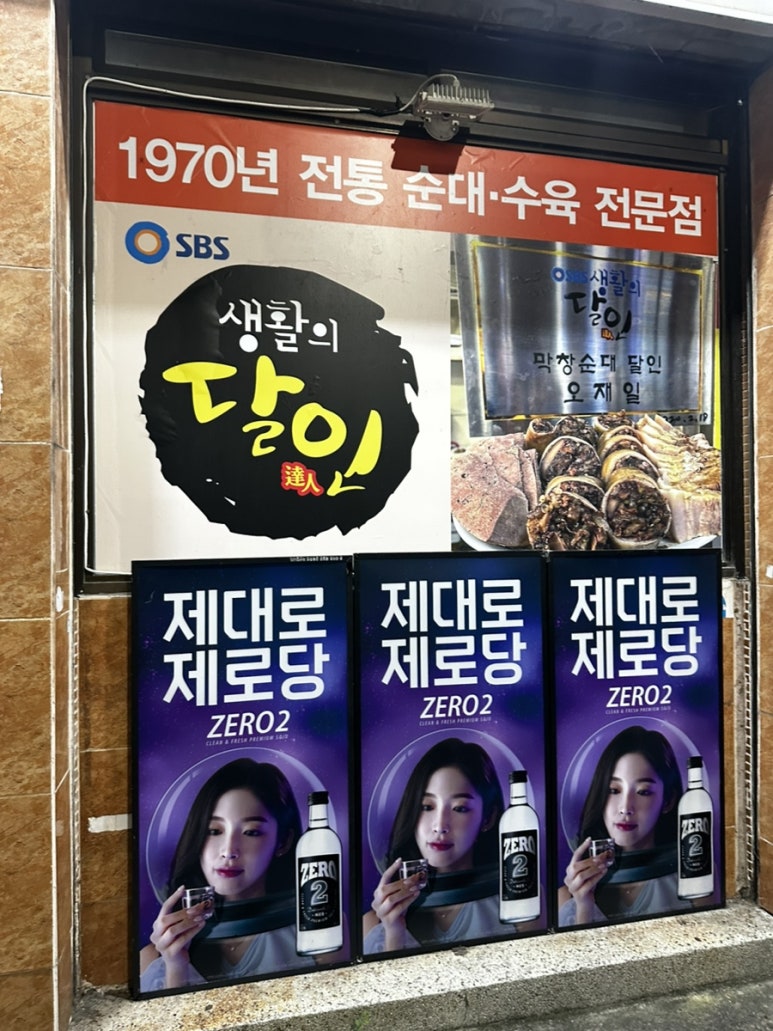 1970년 전통 순대·수육 전문점
SBS
생활의
달인
達人
SBS 생활의
달인
막창순대 달인
오재일
제대로
제로당
ZERO2
CLEAN & FRESH PREMIUM SOJU
ZERO
2
제대로
제로당
ZERO2
CLEAN & FRESH PREMIUM SOJU
ZERO
2
제대로
제로당
ZERO2
CLEAN & FRESH PREMIUM SOJU
ZERO
2